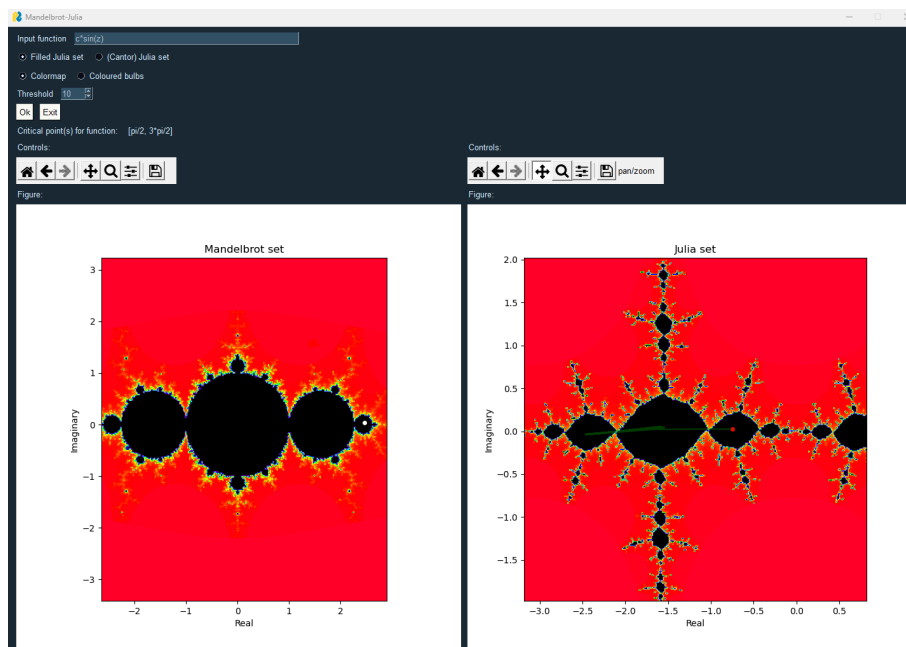 Mandelbrot-Julia
Input function c*sin(z)
Filled Julia set (Cantor) Julia set
Colormap Coloured bulbs
Threshold 10
Ok Exit
Critical point(s) for function: [pi/2, 3*pi/2]
Controls:
Controls:
pan/zoom
Figure:
Figure:
Mandelbrot set
3
2
1
0
−1
−2
−3
Imaginary
−2 −1 0 1 2
Real
Julia set
2.0
1.5
1.0
0.5
0.0
−0.5
−1.0
−1.5
Imaginary
−3.0 −2.5 −2.0 −1.5 −1.0 −0.5 0.0 0.5
Real